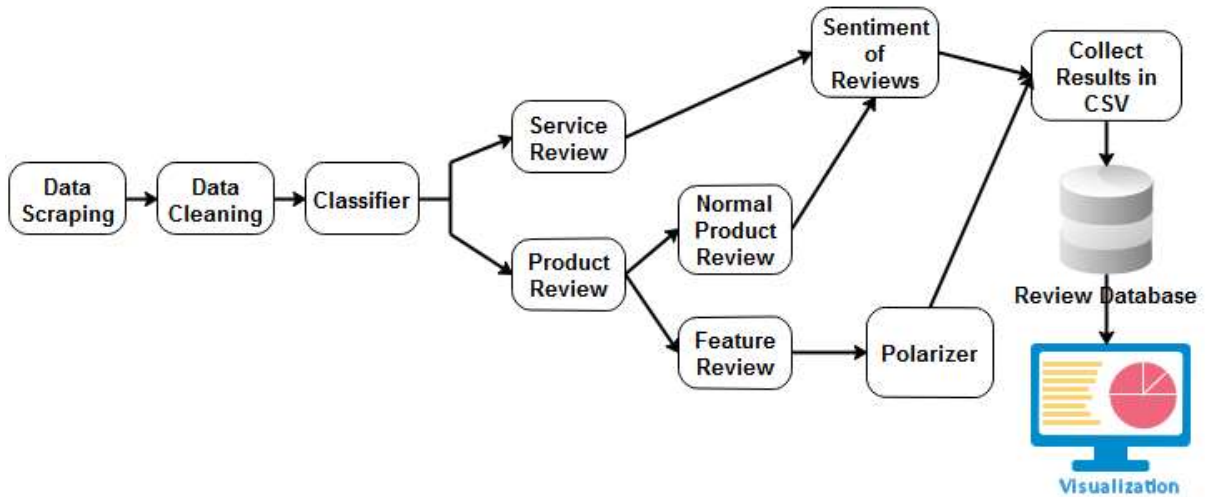 Data
Scraping
Data
Cleaning
Classifier
Service
Review
Product
Review
Normal
Product
Review
Feature
Review
Sentiment
of
Reviews
Polarizer
Collect
Results in
CSV
Review Database
Visualization